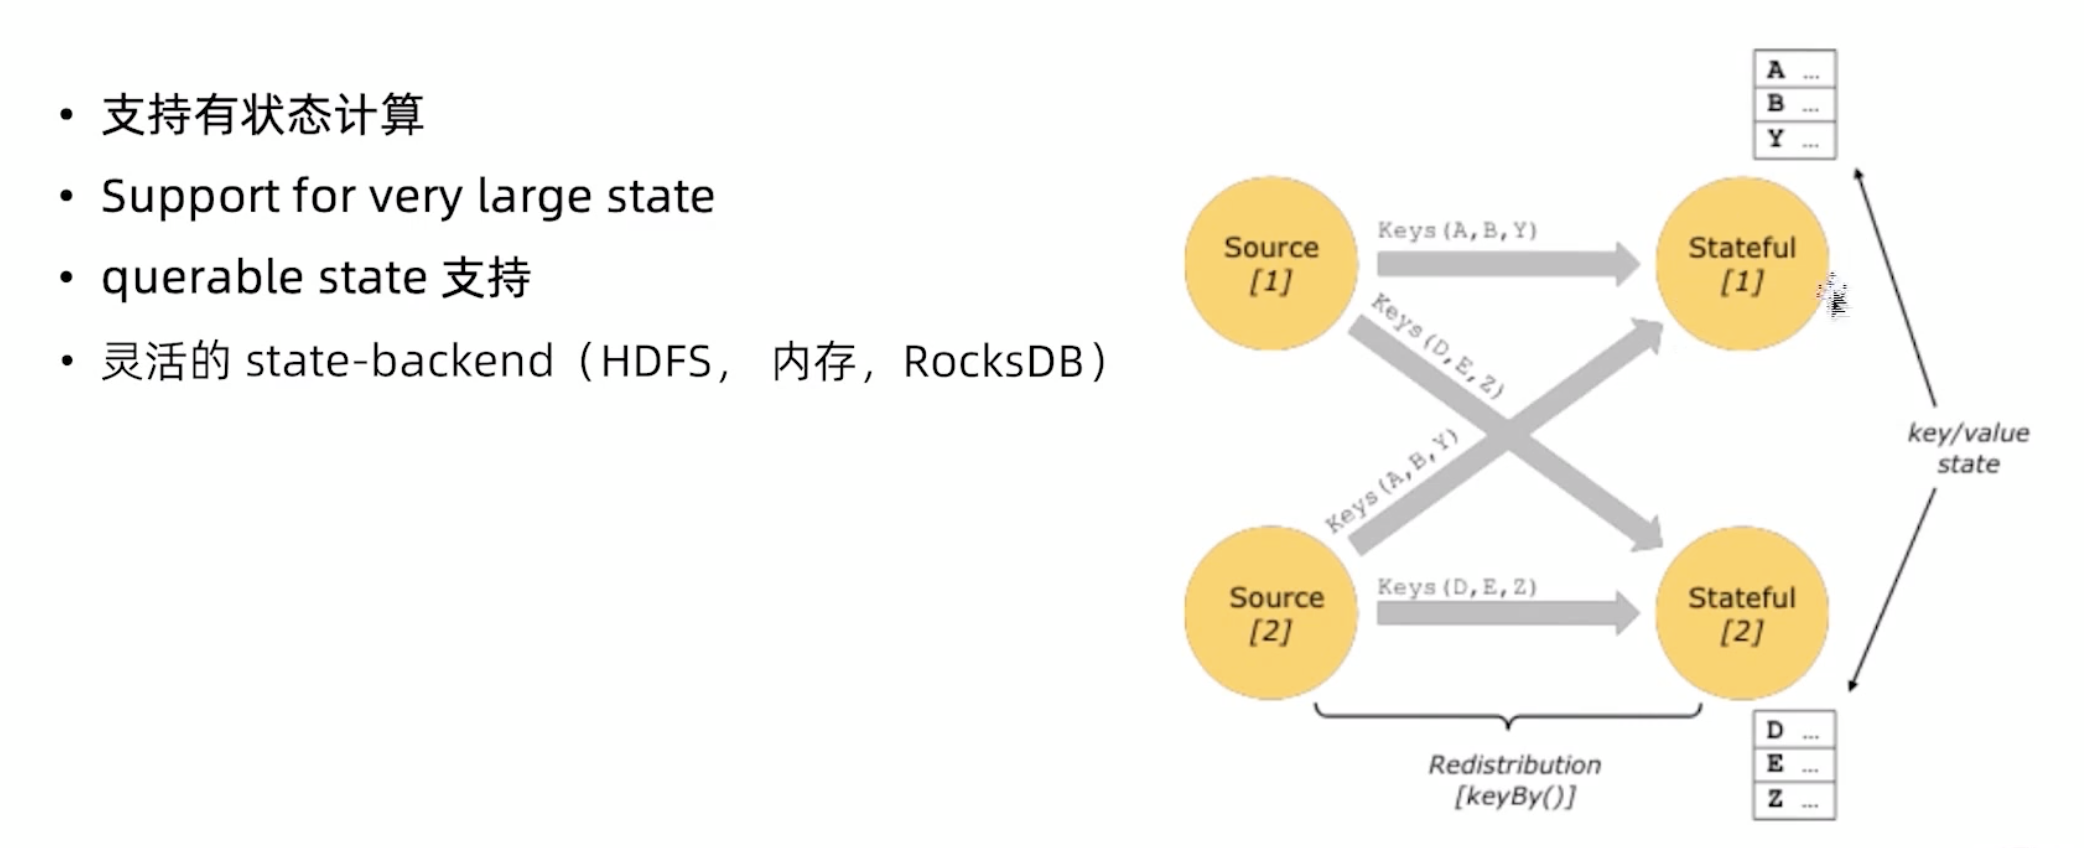 • 支持有状态计算
• Support for very large state
• querable state 支持
• 灵活的 state-backend（HDFS， 内存，RocksDB）
A ...
B ...
Y ...
Source
[1]
Keys(A,B,Y)
Stateful
[1]
Keys(D,E,Z)
Keys(A,B,Y)
key/value
state
Source
[2]
Keys(D,E,Z)
Stateful
[2]
Redistribution
[keyBy()]
D ...
E ...
Z ...